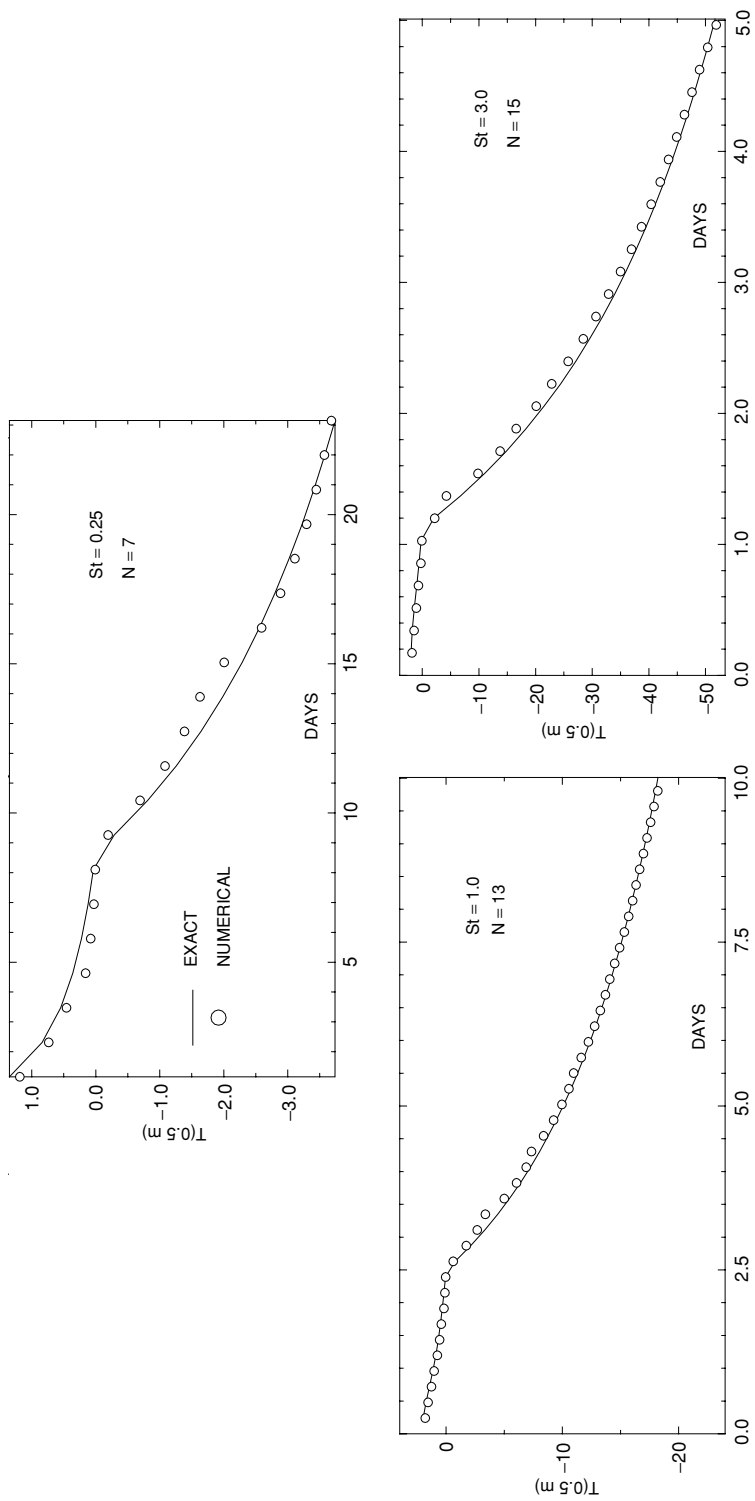 1.0
0.0
−1.0
−2.0
−3.0
T(0.5 m)
5
10
15
20
DAYS
St = 0.25
N = 7
EXACT
NUMERICAL
0
−10
−20
T(0.5 m)
0.0
2.5
5.0
7.5
10.0
DAYS
St = 1.0
N = 13
0
−10
−20
−30
−40
−50
T(0.5 m)
0.0
1.0
2.0
3.0
4.0
5.0
DAYS
St = 3.0
N = 15